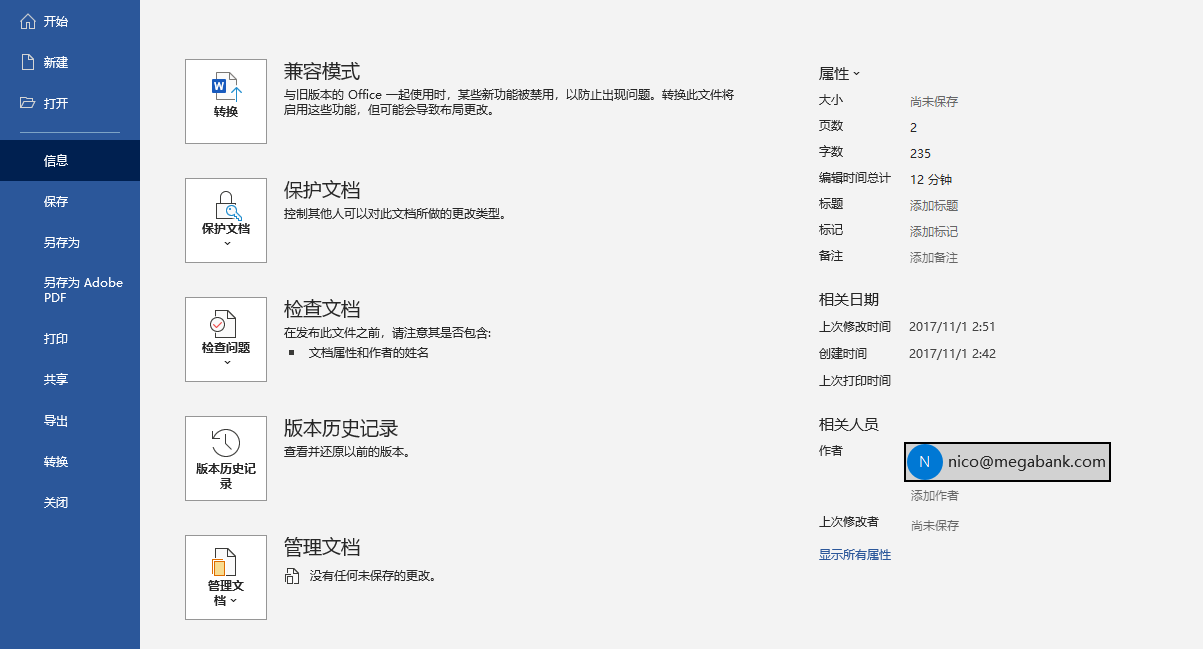 开始
新建
打开
信息
保存
另存为
另存为 Adobe
PDF
打印
共享
导出
转换
关闭
转换
兼容模式
与旧版本的 Office 一起使用时，某些新功能被禁用，以防止出现问题。转换此文件将
启用这些功能，但可能会导致布局更改。
保护文档
保护文档
控制其他人可以对此文档所做的更改类型。
检查问题
检查文档
在发布此文件之前，请注意其是否包含:
■ 文档属性和作者的姓名
版本历史记
录
版本历史记录
查看并还原以前的版本。
管理文
档
管理文档
没有任何未保存的更改。
属性
大小 尚未保存
页数 2
字数 235
编辑时间总计 12 分钟
标题 添加标题
标记 添加标记
备注 添加备注
相关日期
上次修改时间 2017/11/1 2:51
创建时间 2017/11/1 2:42
上次打印时间
相关人员
作者
N nico@megabank.com
添加作者
上次修改者 尚未保存
显示所有属性